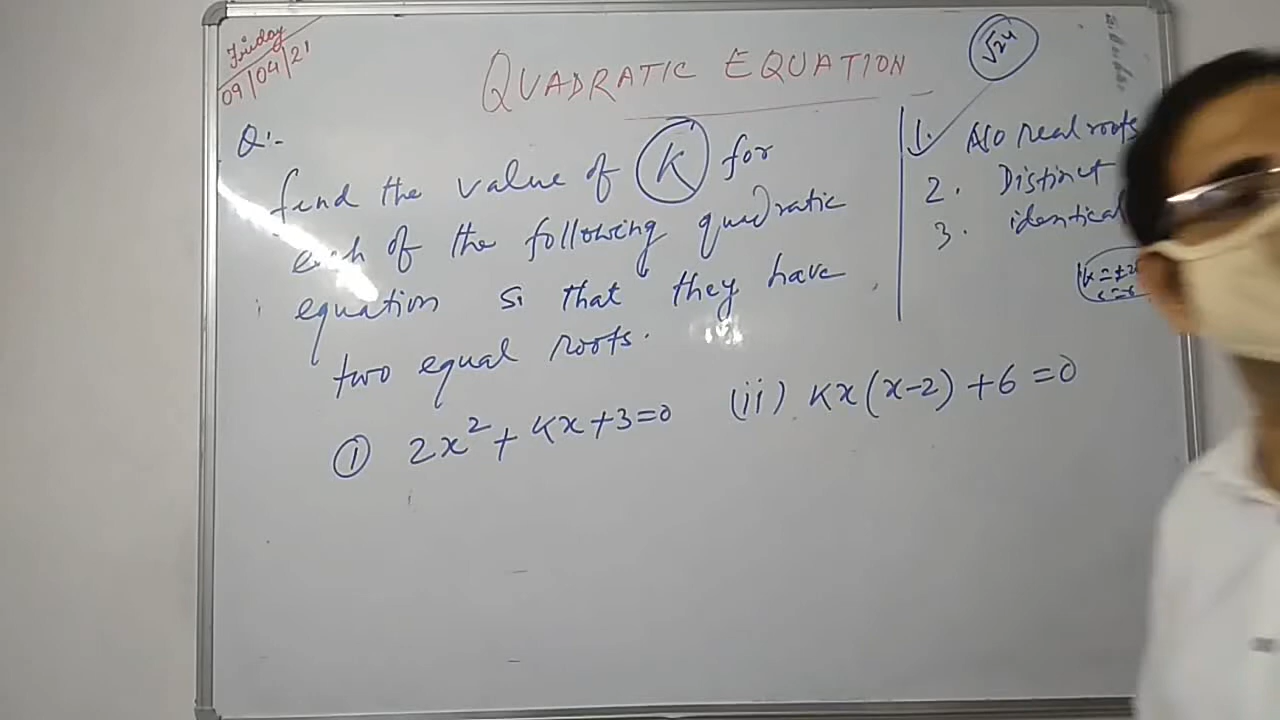 Friday
09/04/21
QUADRATIC EQUATION
√24
Q:-
find the value of K for
each of the following quadratic
equation so that they have
two equal roots.
① 2x² + Kx + 3 = 0
(ii) Kx(x-2) + 6 = 0
1. No real roots
2. Distinct
3. identical